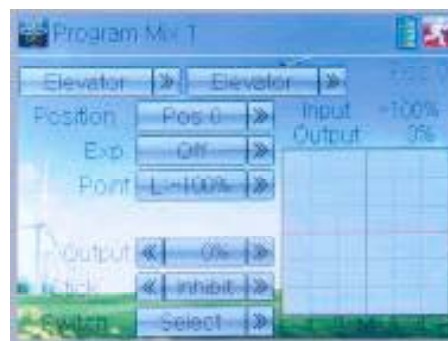 Program Mix 1
Elevator Elevator
Position Pos 0 Input -100%
Exp Off Output 0%
Point L:-100%
Output 0%
Stick Inhibit
Switch Select